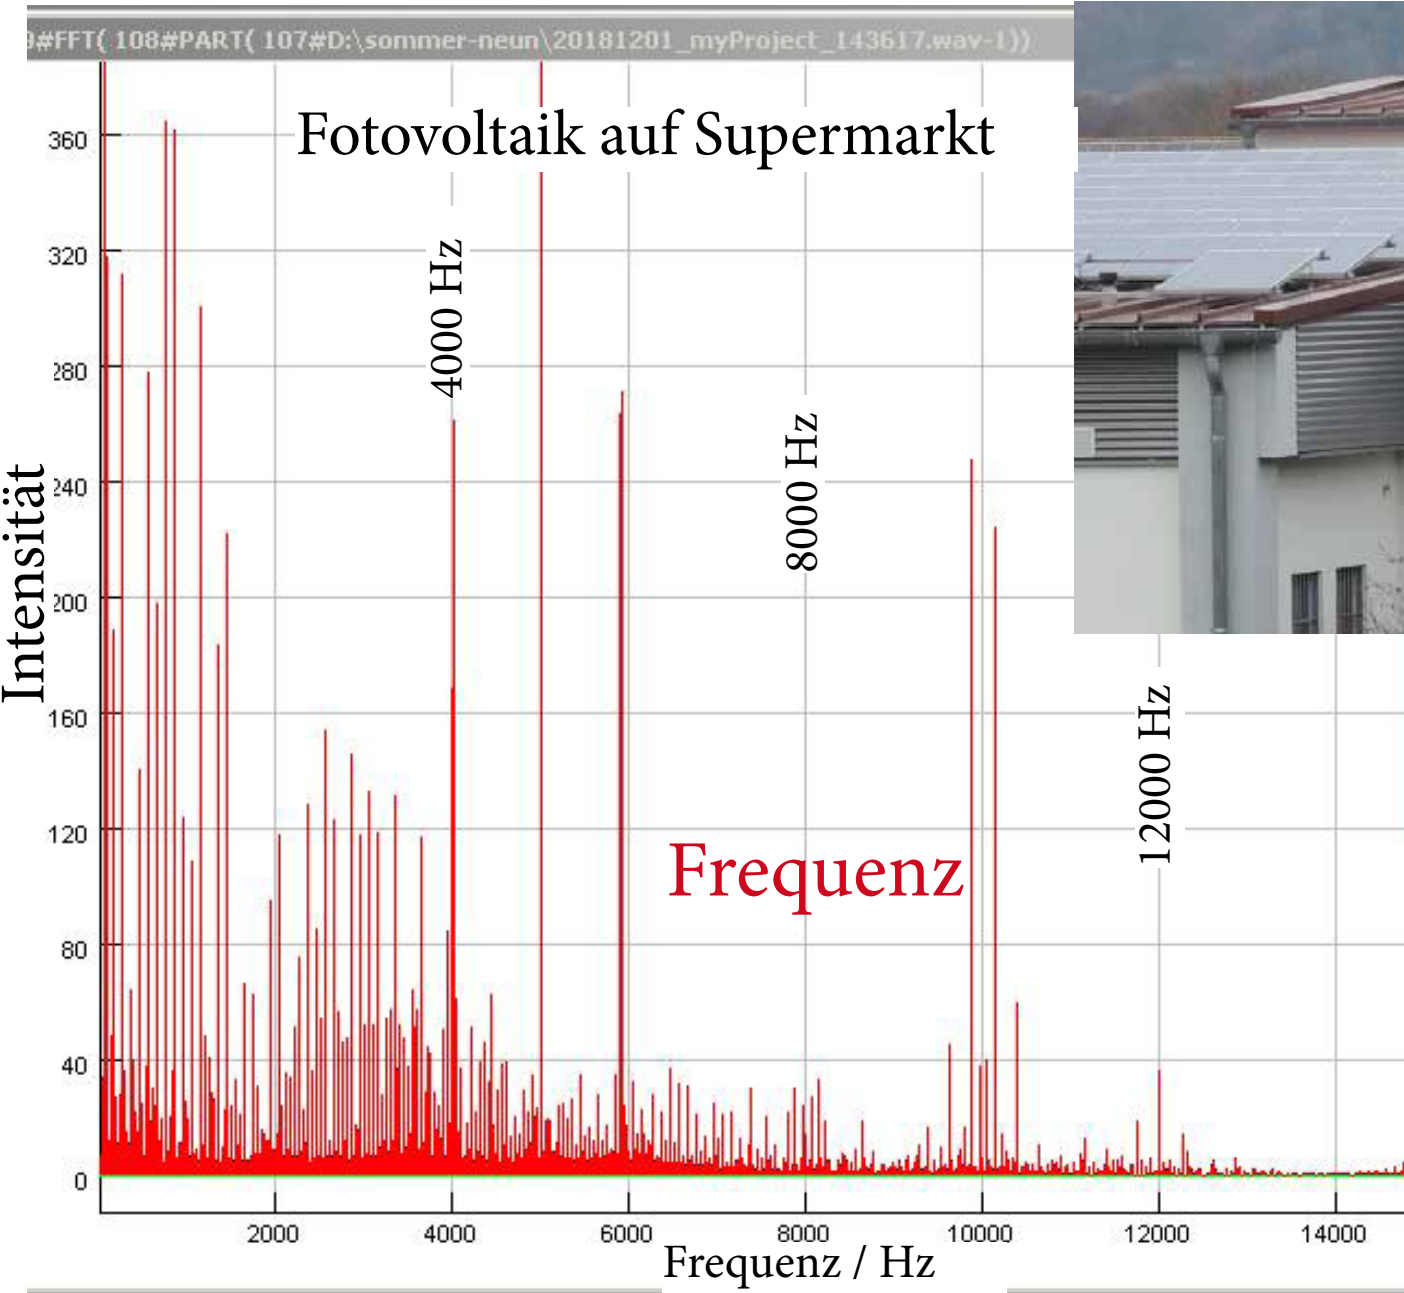 9#FFT( 108#PART( 107#D:\sommer-neun\20181201_myProject_143617.wav-1))
Fotovoltaik auf Supermarkt
360
320
280
240
200
160
120
80
40
0
Intensität
4000 Hz
8000 Hz
12000 Hz
Frequenz
2000
4000
6000
8000
10000
12000
14000
Frequenz / Hz